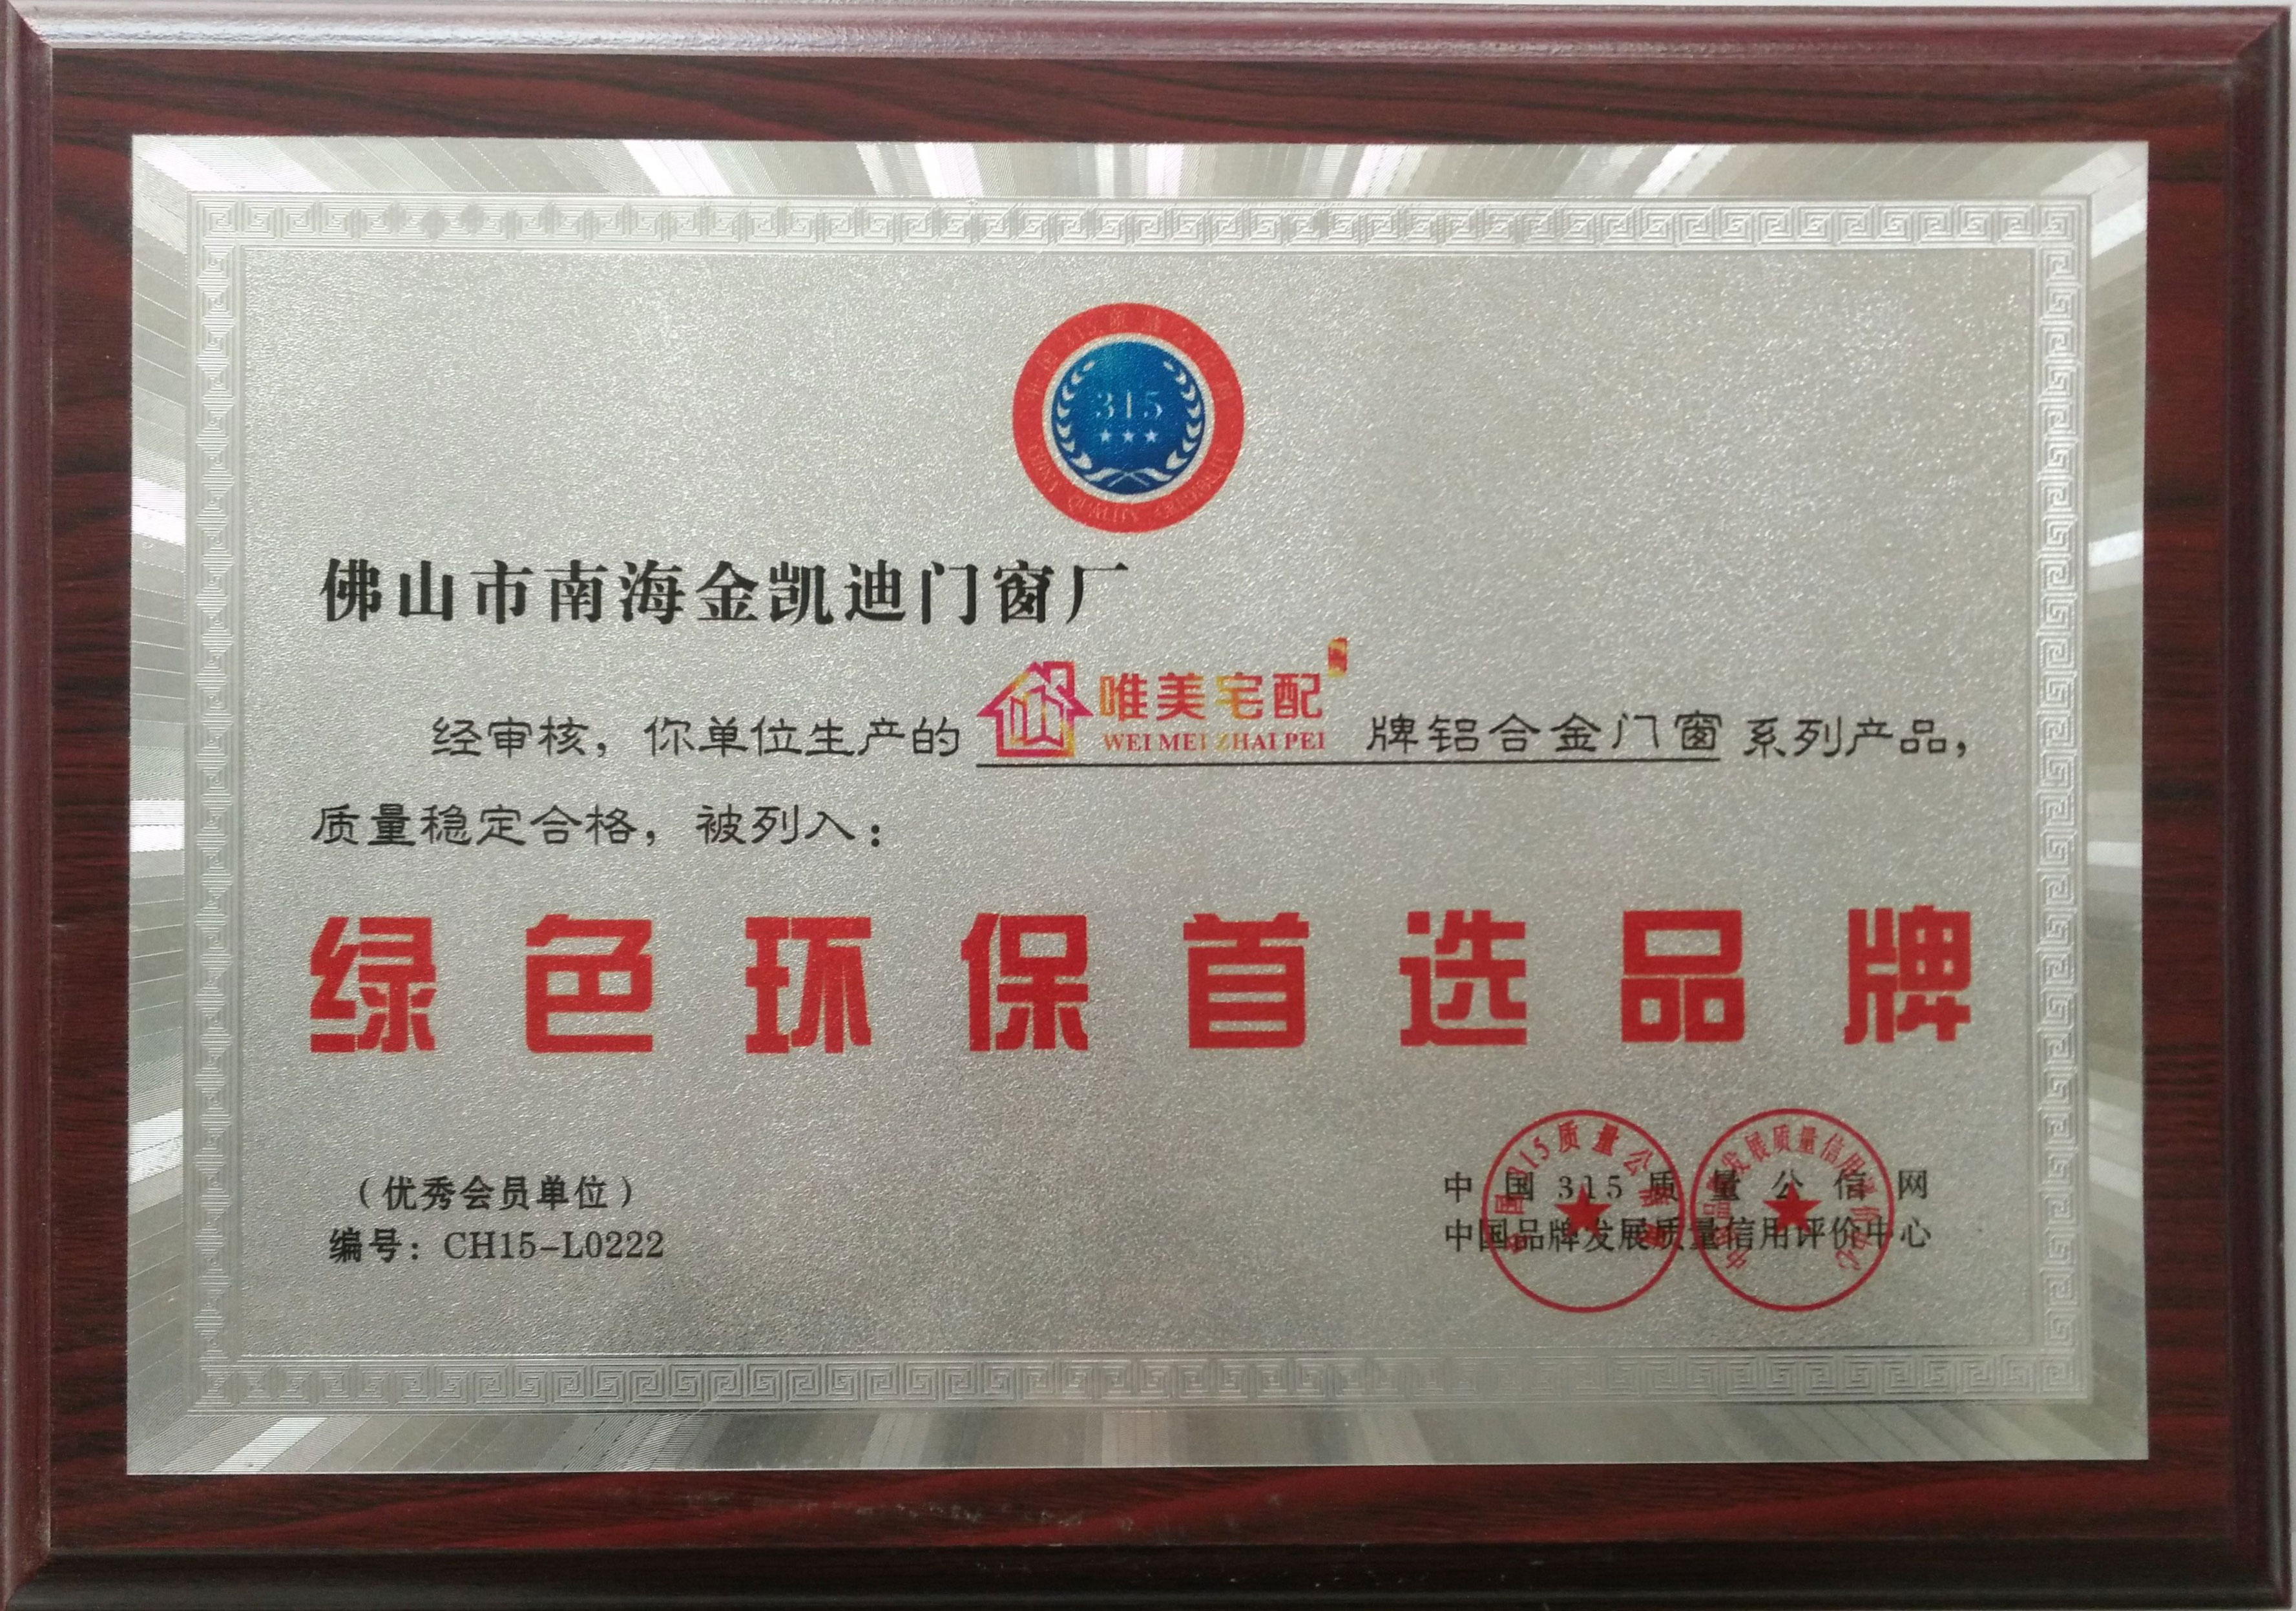 315
佛山市南海金凯迪门窗厂
经审核，你单位生产的 唯美宅配 WEI MEI ZHAI PEI 牌铝合金门窗 系列产品，
质量稳定合格，被列入：
绿色环保首选品牌
（优秀会员单位）
编号：CH15-L0222
中国315质量公信网
中国品牌发展质量信用评价中心